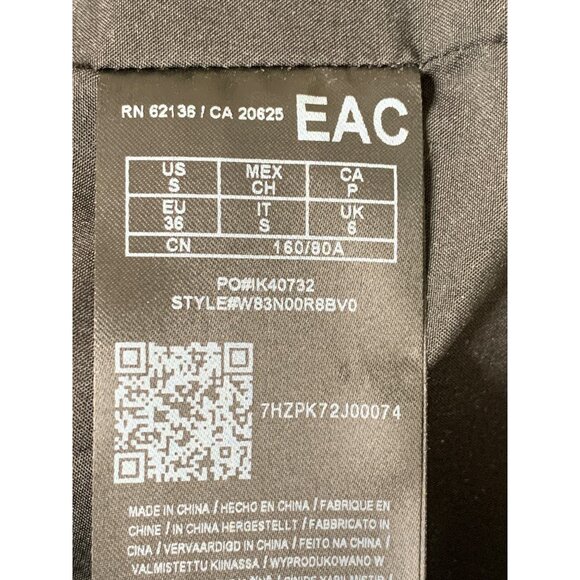 RN 62136 / CA 20625 EAC
US MEX CA
S CH P
EU IT UK
36 S 6
CN 160/80A
PO#IK40732
STYLE#W83N00R8BV0
7HZPK72J00074
MADE IN CHINA / HECHO EN CHINA / FABRIQUE EN
CHINE / IN CHINA HERGESTELLT / FABBRICATO IN
CINA / VERVAARDIGD IN CHINA / FEITO NA CHINA /
VALMISTETTU KIINASSA / WYPRODUKOWANO W